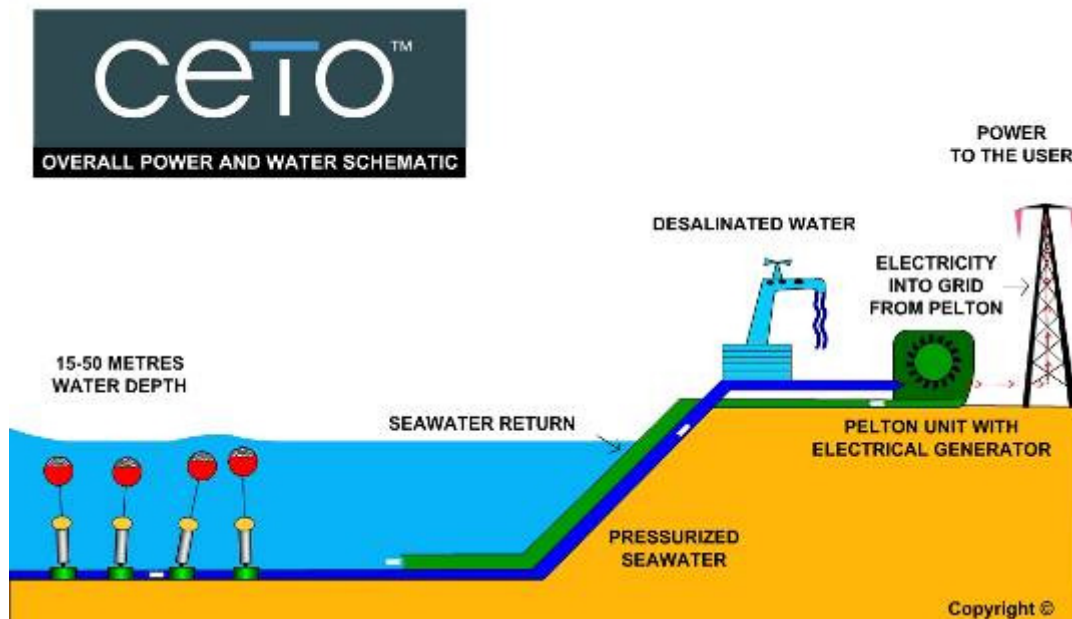 CETO™
OVERALL POWER AND WATER SCHEMATIC
POWER
TO THE USER
DESALINATED WATER
ELECTRICITY
INTO GRID
FROM PELTON
15-50 METRES
WATER DEPTH
SEAWATER RETURN
PELTON UNIT WITH
ELECTRICAL GENERATOR
PRESSURIZED
SEAWATER
Copyright ©